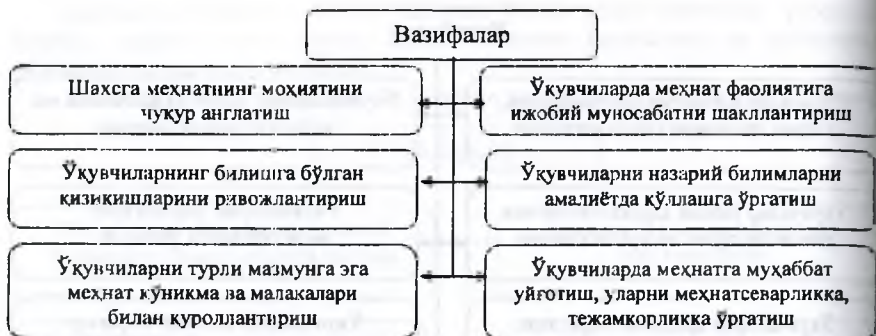 Вазифалар
Шахсга меҳнатнинг моҳиятини
чуқур англатиш
Ўқувчиларда меҳнат фаолиятига
ижобий муносабатни шакллантириш
Ўқувчиларнинг билишга бўлган
қизиқишларини ривожлантириш
Ўқувчиларни назарий билимларни
амалиётда қўллашга ўргатиш
Ўқувчиларни турли мазмунга эга
меҳнат кўникма ва малакалари
билан қуроллантириш
Ўқувчиларда меҳнатга муҳаббат
уйғотиш, уларни меҳнатсеварликка,
тежамкорликка ўргатиш